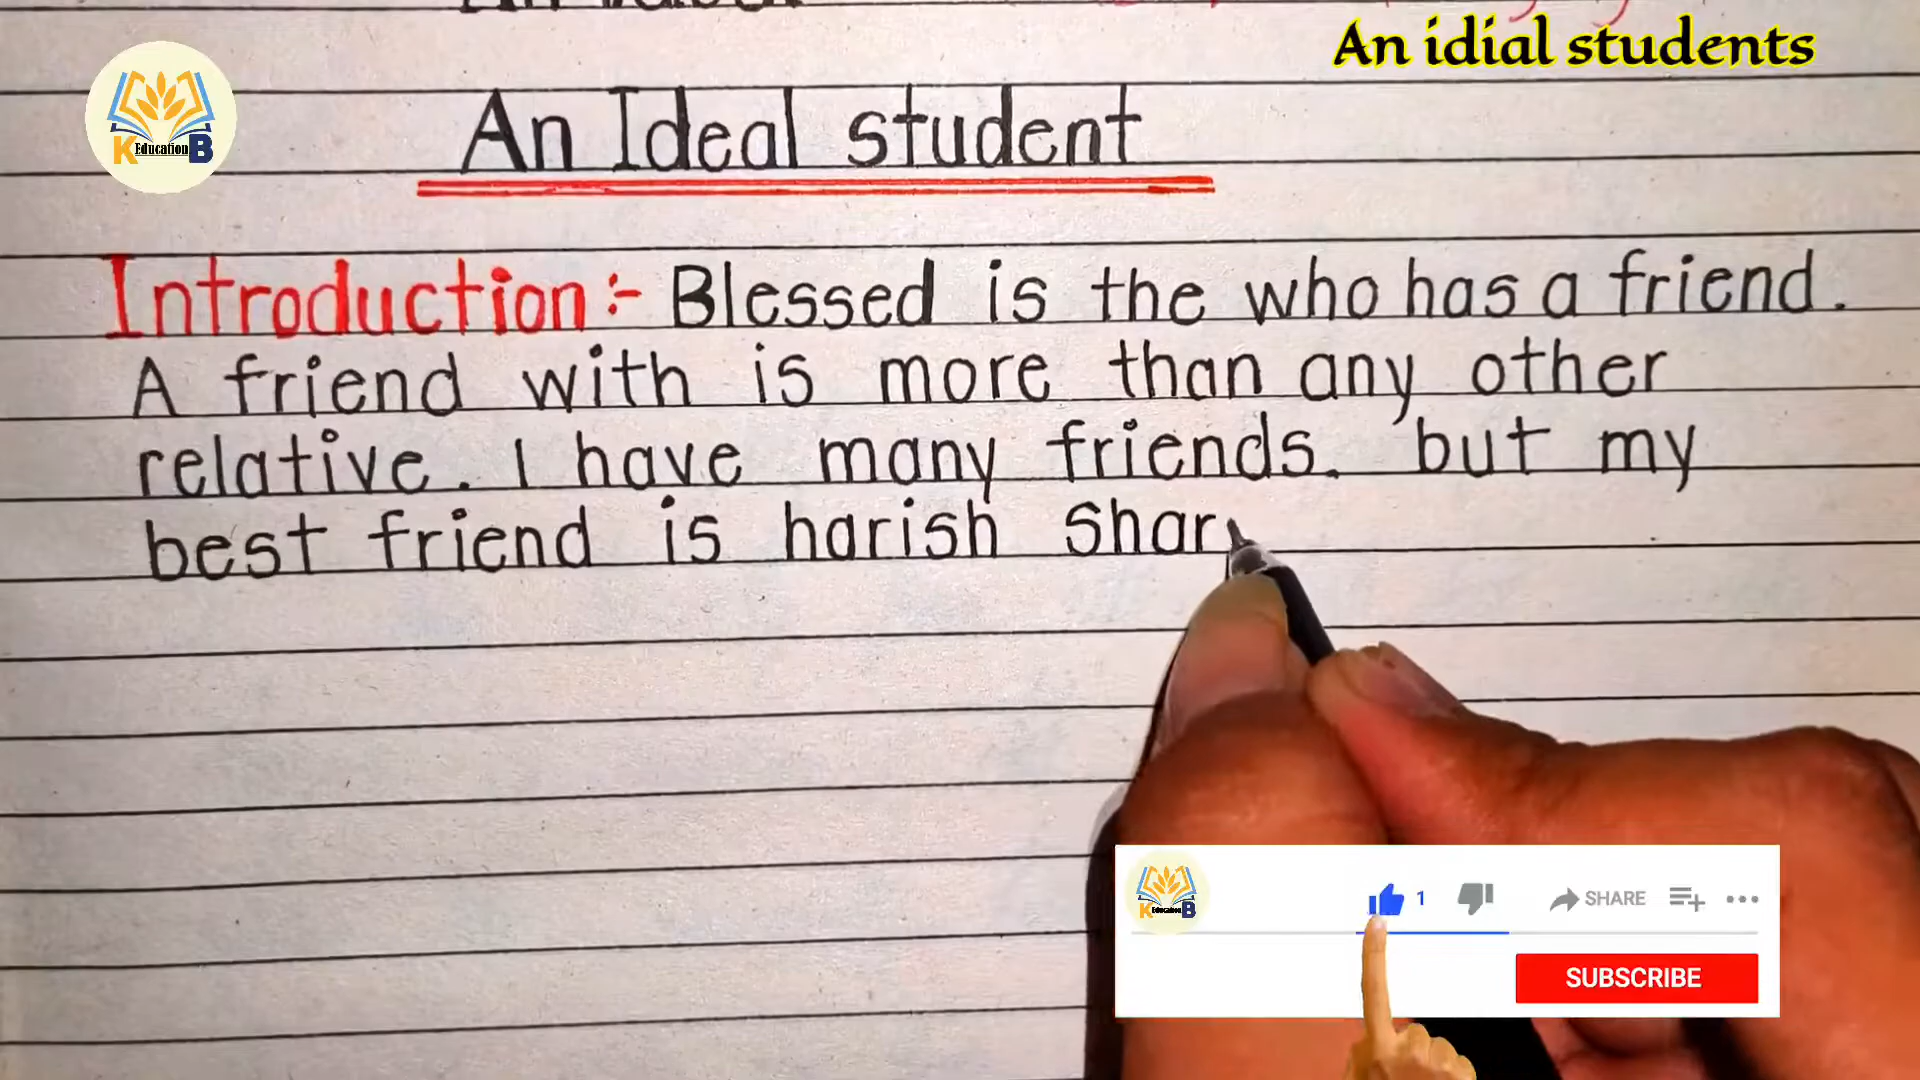 An idial students
K Education B
An Ideal student
Introduction :- Blessed is the who has a friend.
A friend with is more than any other
relative. I have many friends. but my
best friend is harish Shar
K Education B
1
SHARE
SUBSCRIBE